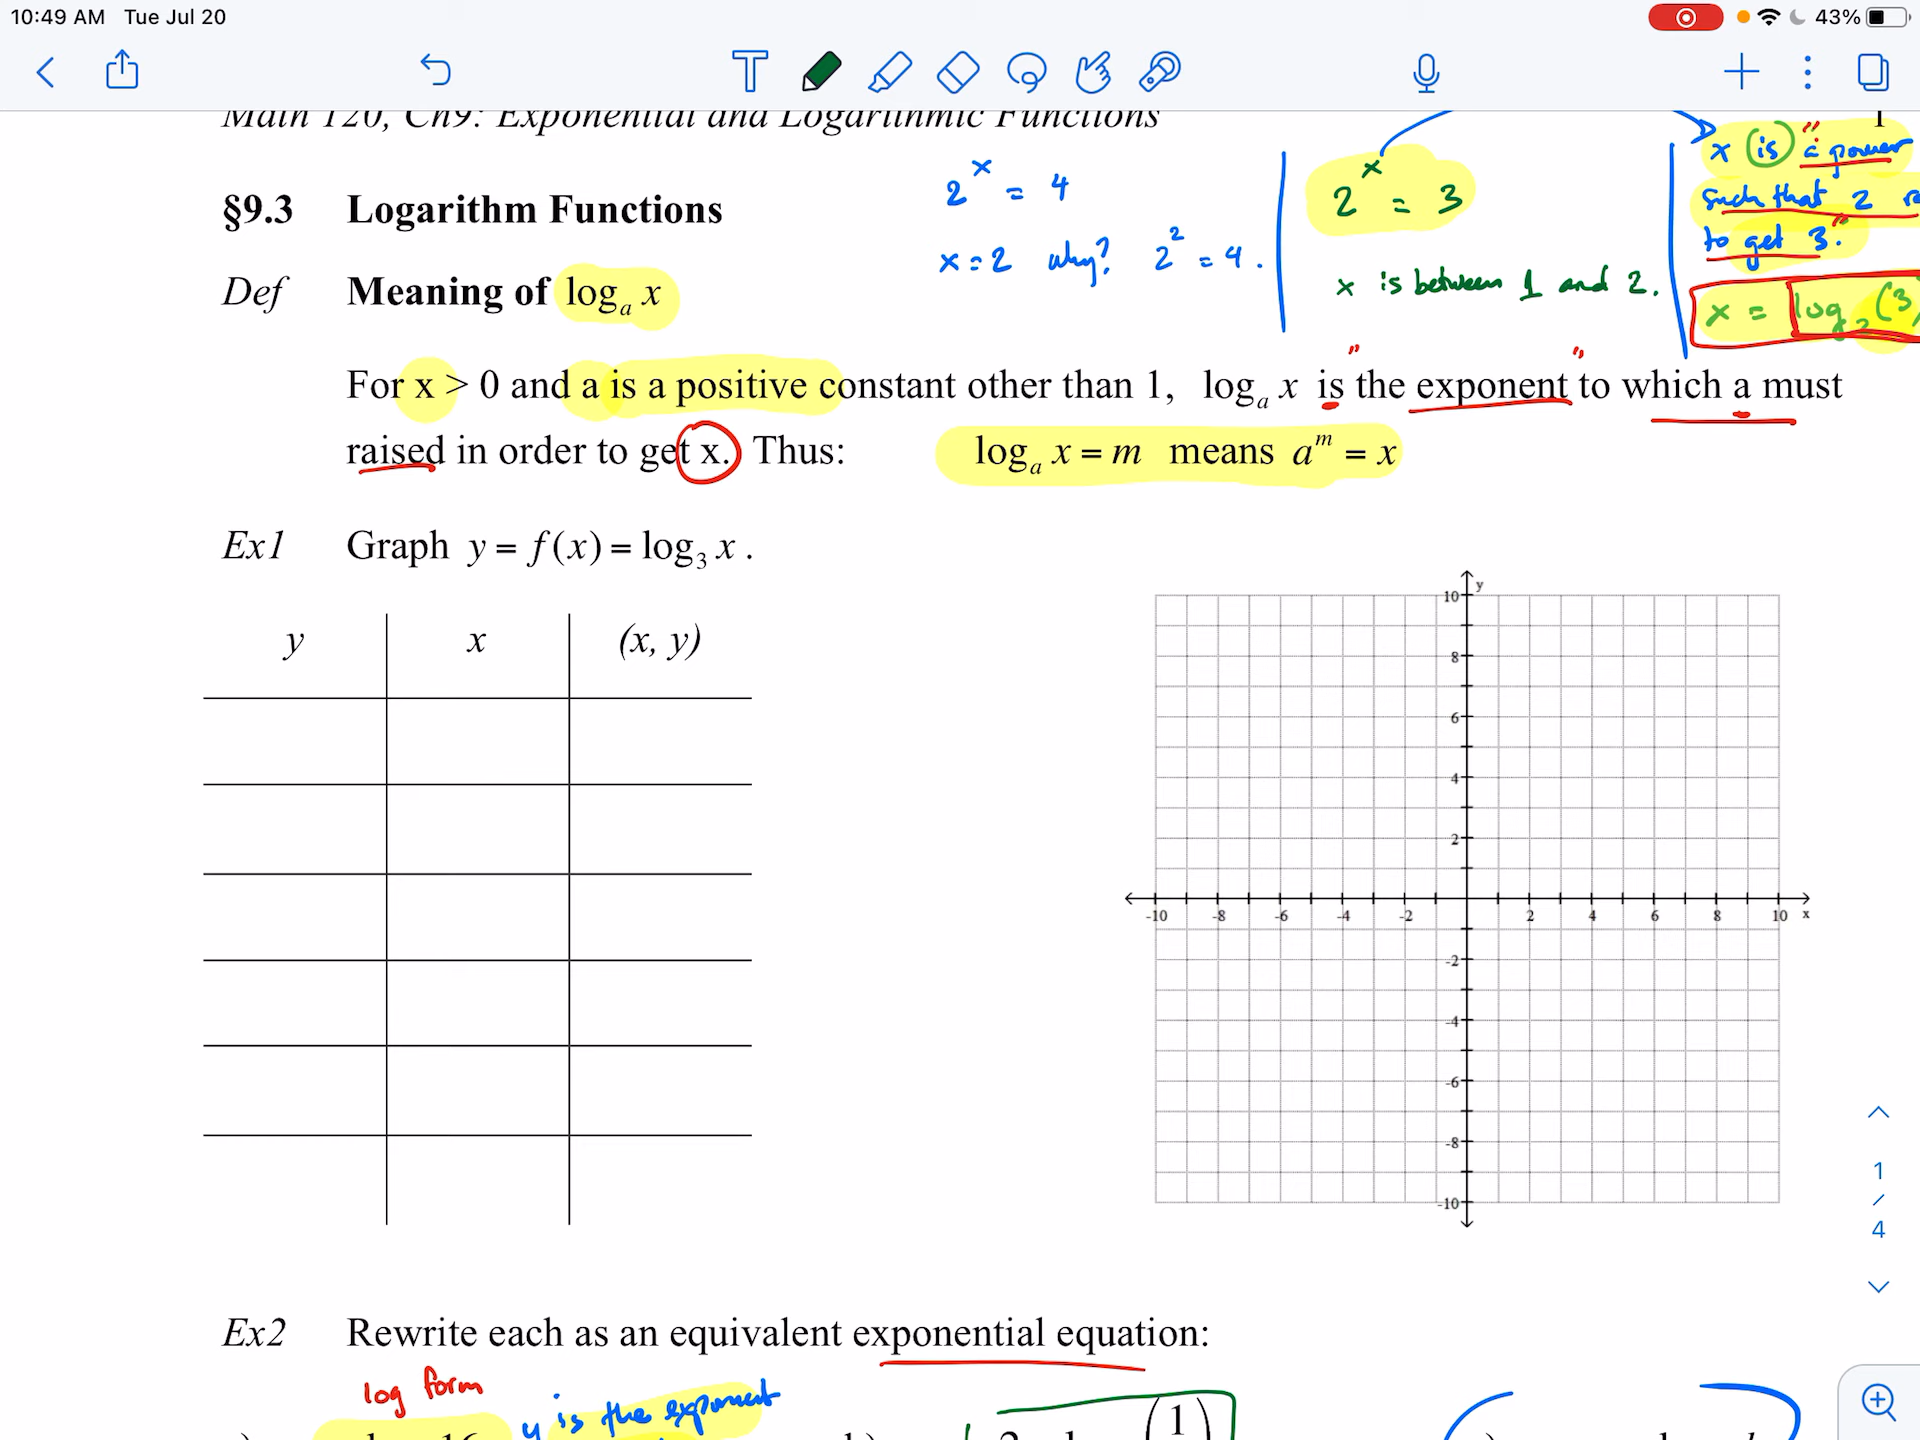 10:49 AM Tue Jul 20
43%
Math 120, Ch9: Exponential and Logarithmic Functions
1
2^x = 4
x = 2 why? 2^2 = 4.
2^x = 3
x is between 1 and 2.
x (is) "a power
such that 2
to get 3."
x = log_2(3)
§9.3 Logarithm Functions
Def Meaning of log_a x
For x > 0 and a is a positive constant other than 1, log_a x is the exponent to which a must
raised in order to get x. Thus: log_a x = m means a^m = x
Ex1 Graph y = f(x) = log_3 x .
y x (x, y)
y
10
8
6
4
2
-10 -8 -6 -4 -2 2 4 6 8 10 x
-2
-4
-6
-8
-10
1
/
4
Ex2 Rewrite each as an equivalent exponential equation:
log form
y is the exponent